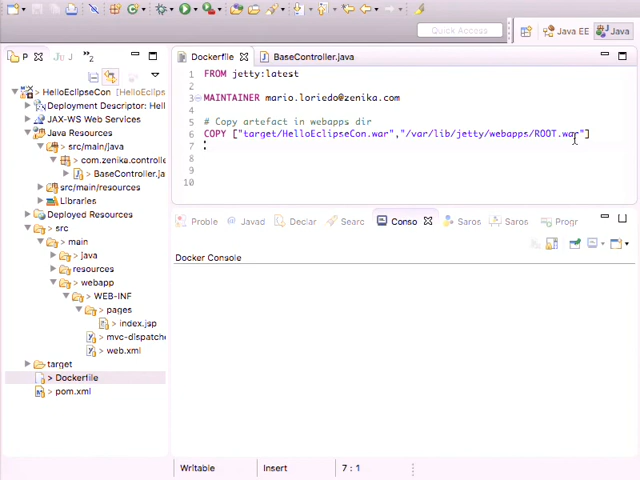 Quick Access
Java EE
Java
P
J
»2
Dockerfile
BaseController.java
HelloEclipseCon
Deployment Descriptor: Hel
JAX-WS Web Services
Java Resources
src/main/java
com.zenika.control
BaseController.ja
src/main/resources
Libraries
Deployed Resources
src
main
java
resources
webapp
WEB-INF
pages
index.jsp
mvc-dispatche
web.xml
target
Dockerfile
pom.xml
1 FROM jetty:latest
2
3 MAINTAINER mario.loriedo@zenika.com
4
5 # Copy artefact in webapps dir
6 COPY ["target/HelloEclipseCon.war","/var/lib/jetty/webapps/ROOT.war"]
7
8
9
10
Proble
Javad
Declar
Searc
Conso
Saros
Saros
Progr
Docker Console
Writable
Insert
7 : 1